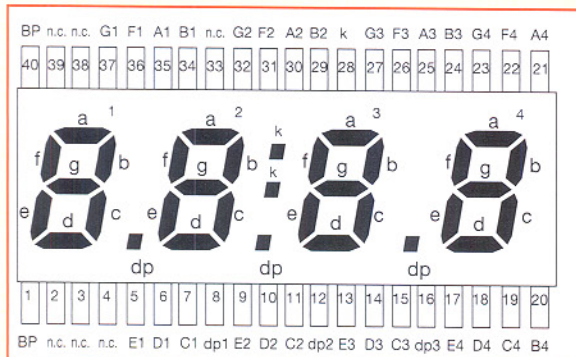 BP n.c. n.c. G1 F1 A1 B1 n.c. G2 F2 A2 B2 k G3 F3 A3 B3 G4 F4 A4
40 39 38 37 36 35 34 33 32 31 30 29 28 27 26 25 24 23 22 21
a 1 a 2 a 3 a 4
f g b f g b k f g b f g b
k
e d c e d c e d c e d c
dp dp dp
1 2 3 4 5 6 7 8 9 10 11 12 13 14 15 16 17 18 19 20
BP n.c. n.c. n.c. E1 D1 C1 dp1 E2 D2 C2 dp2 E3 D3 C3 dp3 E4 D4 C4 B4